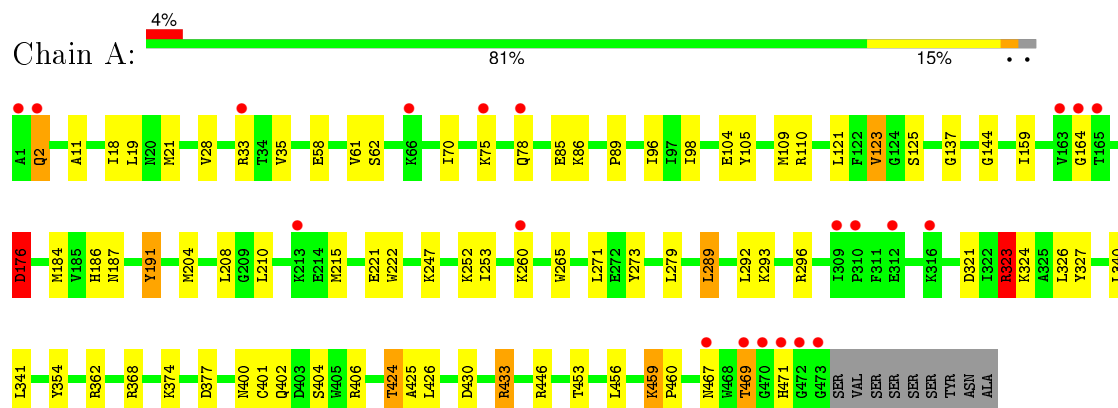 4%
Chain A:
81% 15% • •
A1 Q2 A11 I18 L19 N20 M21 V28 R33 T34 V35 E58 V61 S62 K66 I70 K75 Q78 E85 K86 P89 I96 I97 I98 E104 Y105 M109 R110 L121 F122 V123 G124 S125 G137 G144 I159 V163 G164 T165
D176 M184 V185 H186 N187 Y191 M204 L208 G209 L210 K213 E214 M215 E221 W222 K247 K252 I253 K260 W265 L271 E272 Y273 L279 L289 L292 K293 R296 I309 P310 F311 E312 K316 D321 I322 R323 K324 A325 L326 Y327 L340
L341 Y354 R362 R368 K374 D377 N400 C401 Q402 D403 S404 W405 R406 T424 A425 L426 D430 R433 R446 T453 L456 K459 P460 N467 W468 T469 G470 H471 G472 G473 SER VAL SER SER SER SER TYR ASN ALA